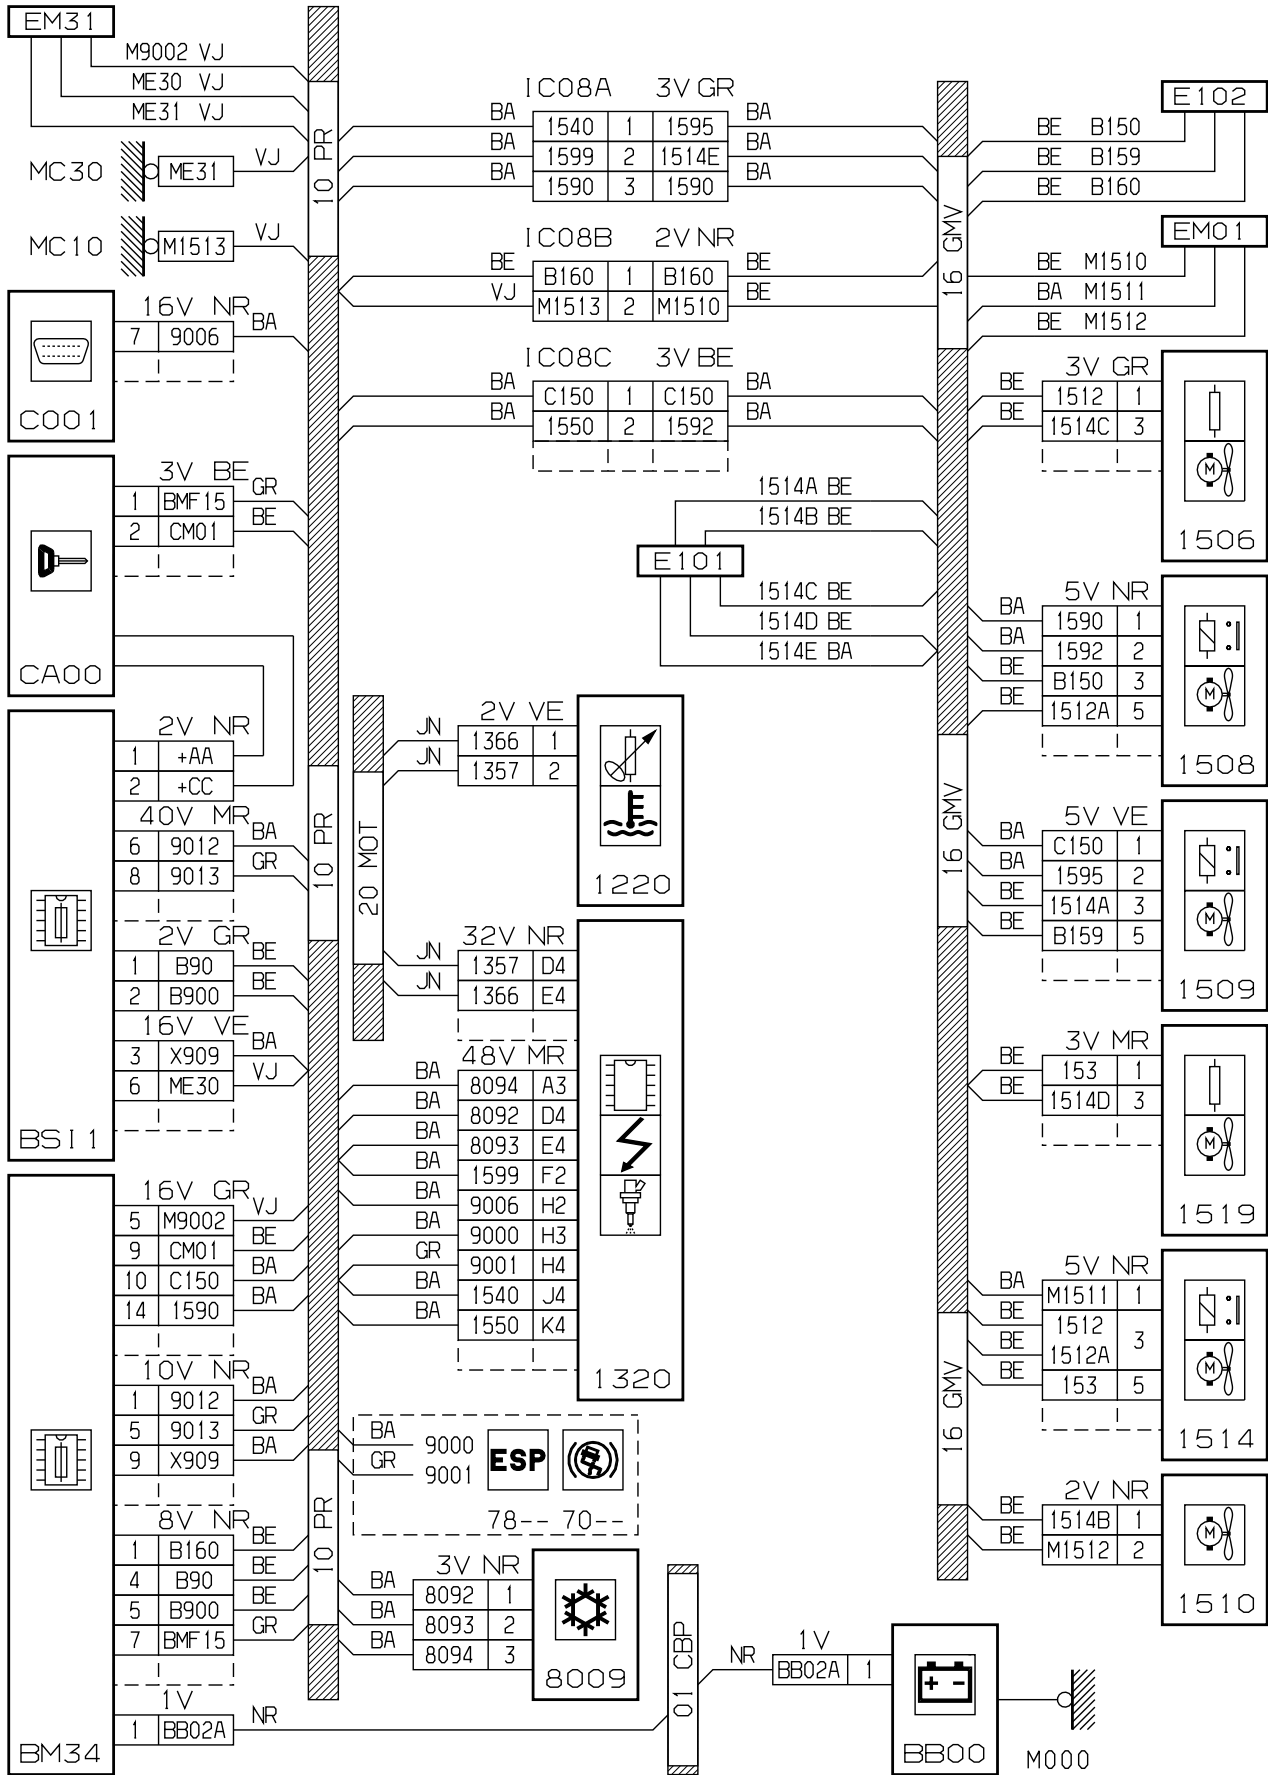 EM31
M9002 VJ
ME30 VJ
ME31 VJ
MC30 ME31 VJ
MC10 M1513 VJ
16V NR
7 9006 BA
C001
3V BE
1 BMF15 GR
2 CM01 BE
CA00
2V NR
1 +AA
2 +CC
40V MR
6 9012 BA
8 9013 GR
2V GR
1 B90 BE
2 B900 BE
16V VE
3 X909 BA
6 ME30 VJ
BSI1
16V GR
5 M9002 VJ
9 CM01 BE
10 C150 BA
14 1590 BA
10V NR
1 9012 BA
5 9013 GR
9 X909 BA
8V NR
1 B160 BE
4 B90 BE
5 B900 BE
7 BMF15 GR
1V
1 BB02A NR
BM34
10 PR
10 PR
10 PR
IC08A 3V GR
BA 1540 1 1595 BA
BA 1599 2 1514E BA
BA 1590 3 1590 BA
IC08B 2V NR
BE B160 1 B160 BE
VJ M1513 2 M1510 BE
IC08C 3V BE
BA C150 1 C150 BA
BA 1550 2 1592 BA
1514A BE
1514B BE
E101
1514C BE
1514D BE
1514E BA
20 MOT
2V VE
JN 1366 1
JN 1357 2
1220
32V NR
JN 1357 D4
JN 1366 E4
48V MR
BA 8094 A3
BA 8092 D4
BA 8093 E4
BA 1599 F2
BA 9006 H2
BA 9000 H3
GR 9001 H4
BA 1540 J4
BA 1550 K4
1320
BA 9000
GR 9001
ESP
78-- 70--
3V NR
BA 8092 1
BA 8093 2
BA 8094 3
8009
01 CBP
1V
NR BB02A 1
BB00
M000
16 GMV
16 GMV
16 GMV
E102
BE B150
BE B159
BE B160
EM01
BE M1510
BA M1511
BE M1512
3V GR
BE 1512 1
BE 1514C 3
M
1506
5V NR
BA 1590 1
BA 1592 2
BE B150 3
BE 1512A 5
M
1508
5V VE
BA C150 1
BA 1595 2
BE 1514A 3
BE B159 5
M
1509
3V MR
BE 153 1
BE 1514D 3
M
1519
5V NR
BA M1511 1
BE 1512
3
BE 1512A
BE 153 5
M
1514
2V NR
BE 1514B 1
BE M1512 2
M
1510